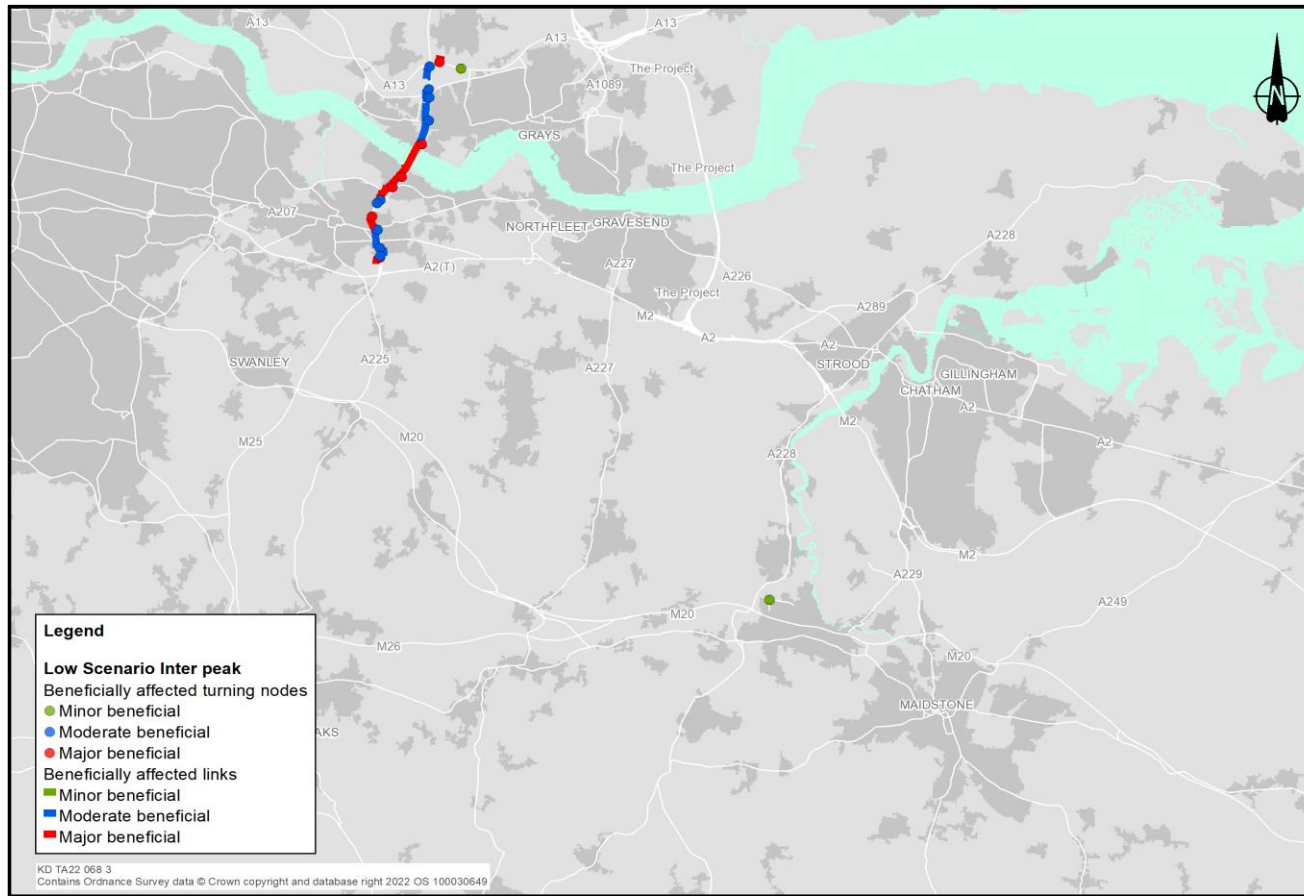 A13
A13
A13
The Project
A13
A1089
N
GRAYS
The Project
A207
NORTHFLEET
GRAVESEND
A228
A2(T)
A227
A226
The Project
A289
M2
A2
A2
SWANLEY
A225
A227
STROOD
GILLINGHAM
CHATHAM
A2
M25
M20
M2
A2
A228
M2
A229
A249
M20
M26
M20
MAIDSTONE
AKS
Legend
Low Scenario Inter peak
Beneficially affected turning nodes
Minor beneficial
Moderate beneficial
Major beneficial
Beneficially affected links
Minor beneficial
Moderate beneficial
Major beneficial
KD TA22 068 3
Contains Ordnance Survey data © Crown copyright and database right 2022 OS 100030649